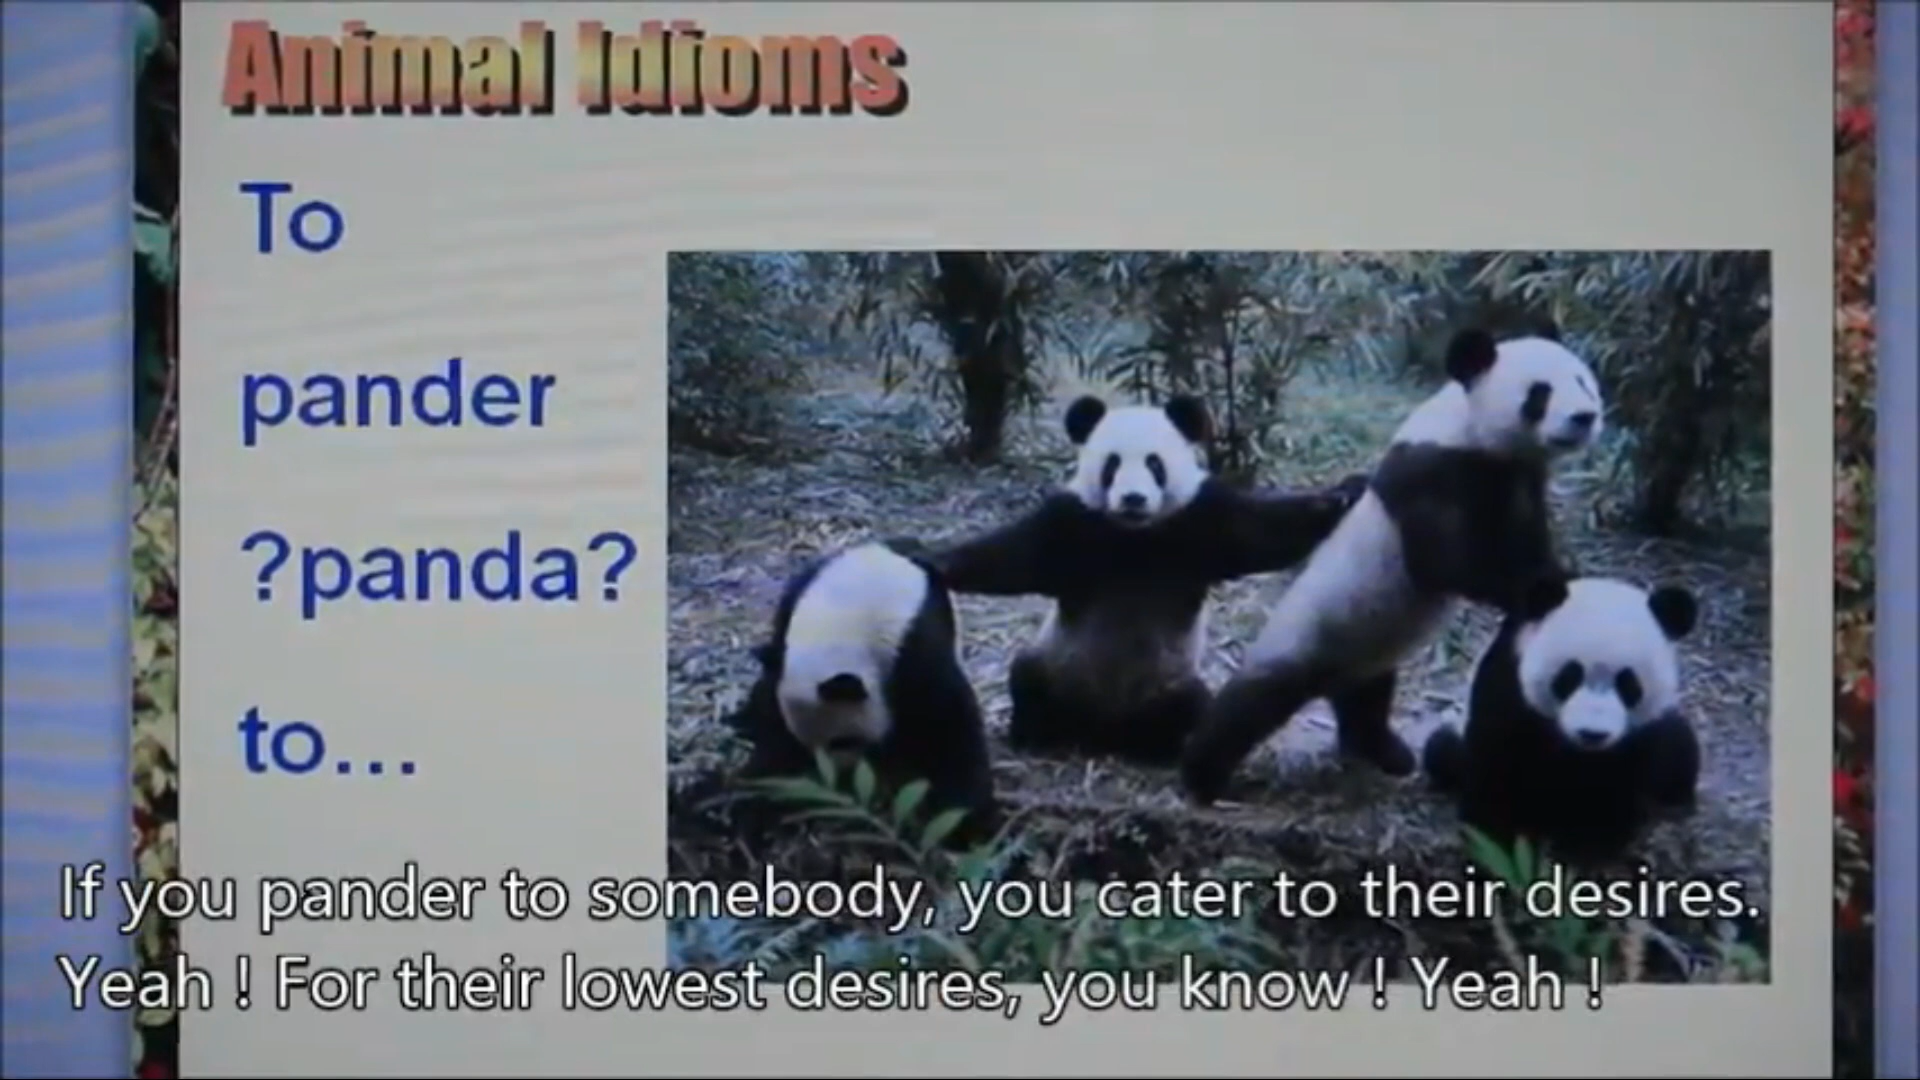 Animal Idioms
To
pander
?panda?
to...
If you pander to somebody, you cater to their desires.
Yeah ! For their lowest desires, you know ! Yeah !